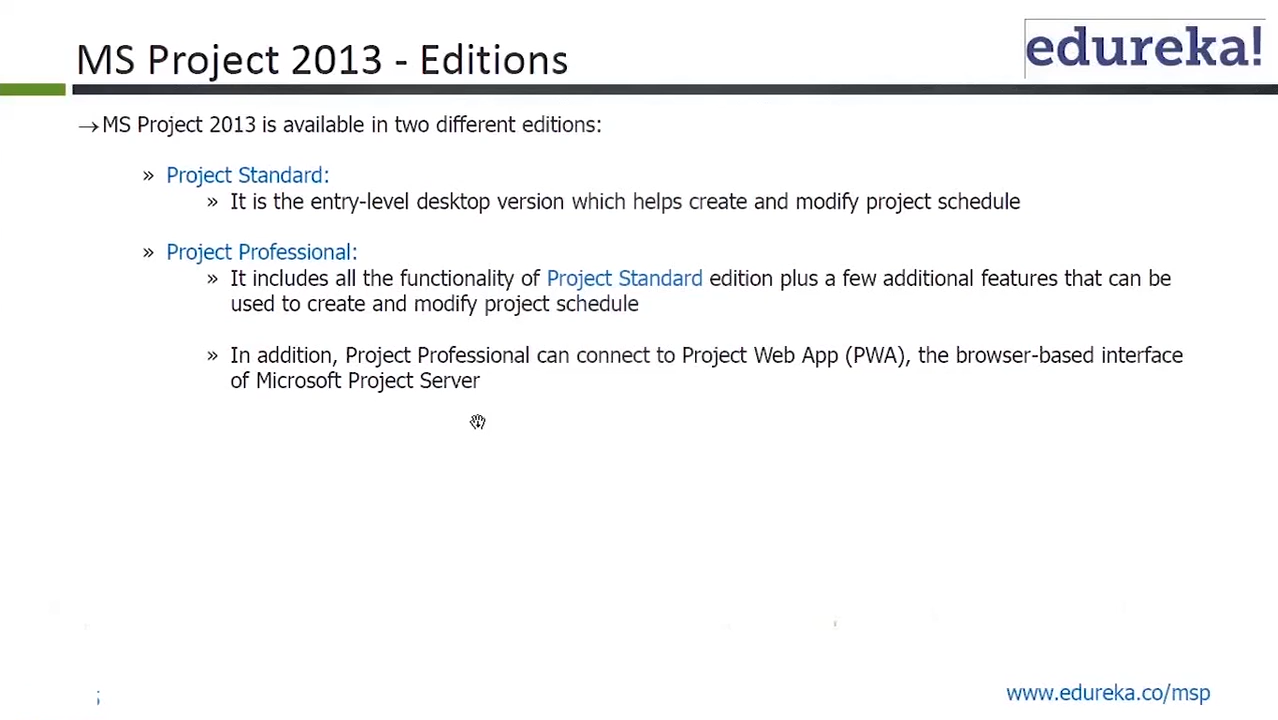 MS Project 2013 - Editions
edureka!
→MS Project 2013 is available in two different editions:
» Project Standard:
» It is the entry-level desktop version which helps create and modify project schedule
» Project Professional:
» It includes all the functionality of Project Standard edition plus a few additional features that can be
used to create and modify project schedule
» In addition, Project Professional can connect to Project Web App (PWA), the browser-based interface
of Microsoft Project Server
www.edureka.co/msp